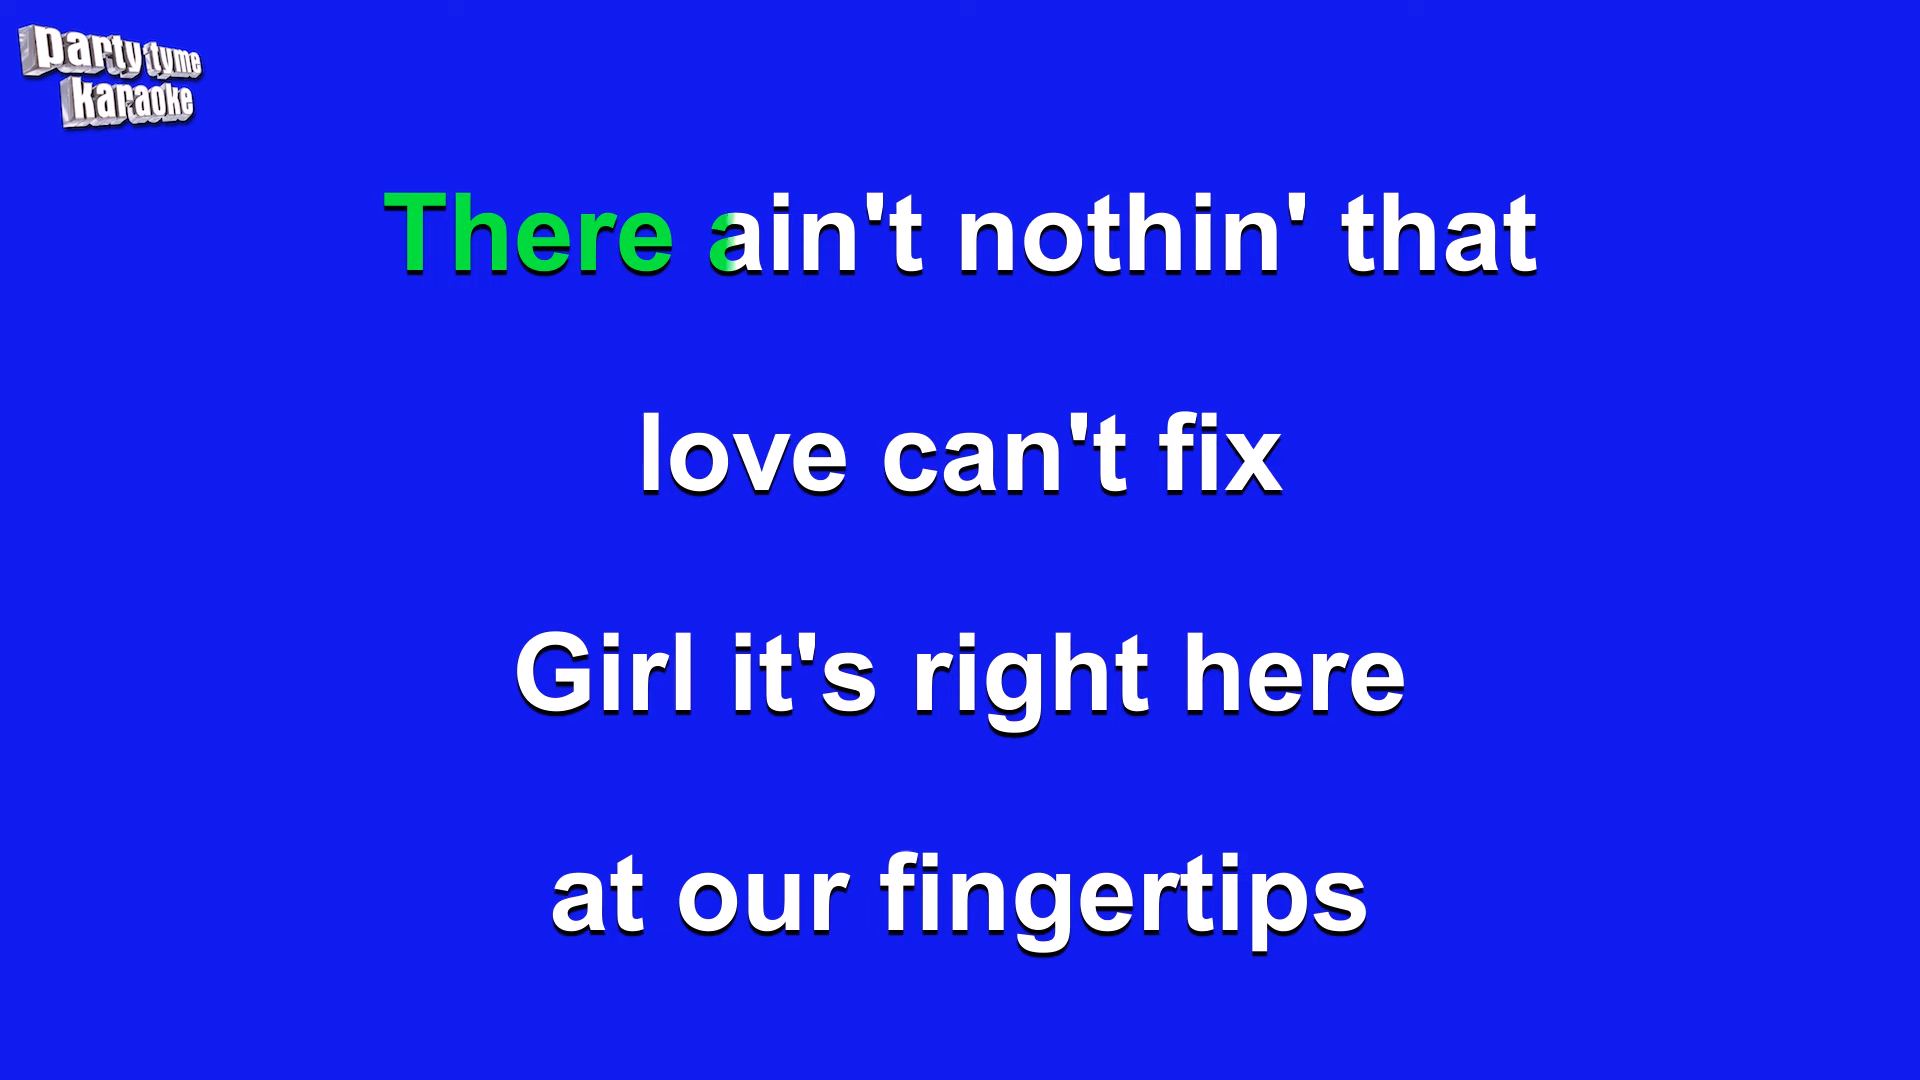 party tyme
karaoke
There ain't nothin' that
love can't fix
Girl it's right here
at our fingertips